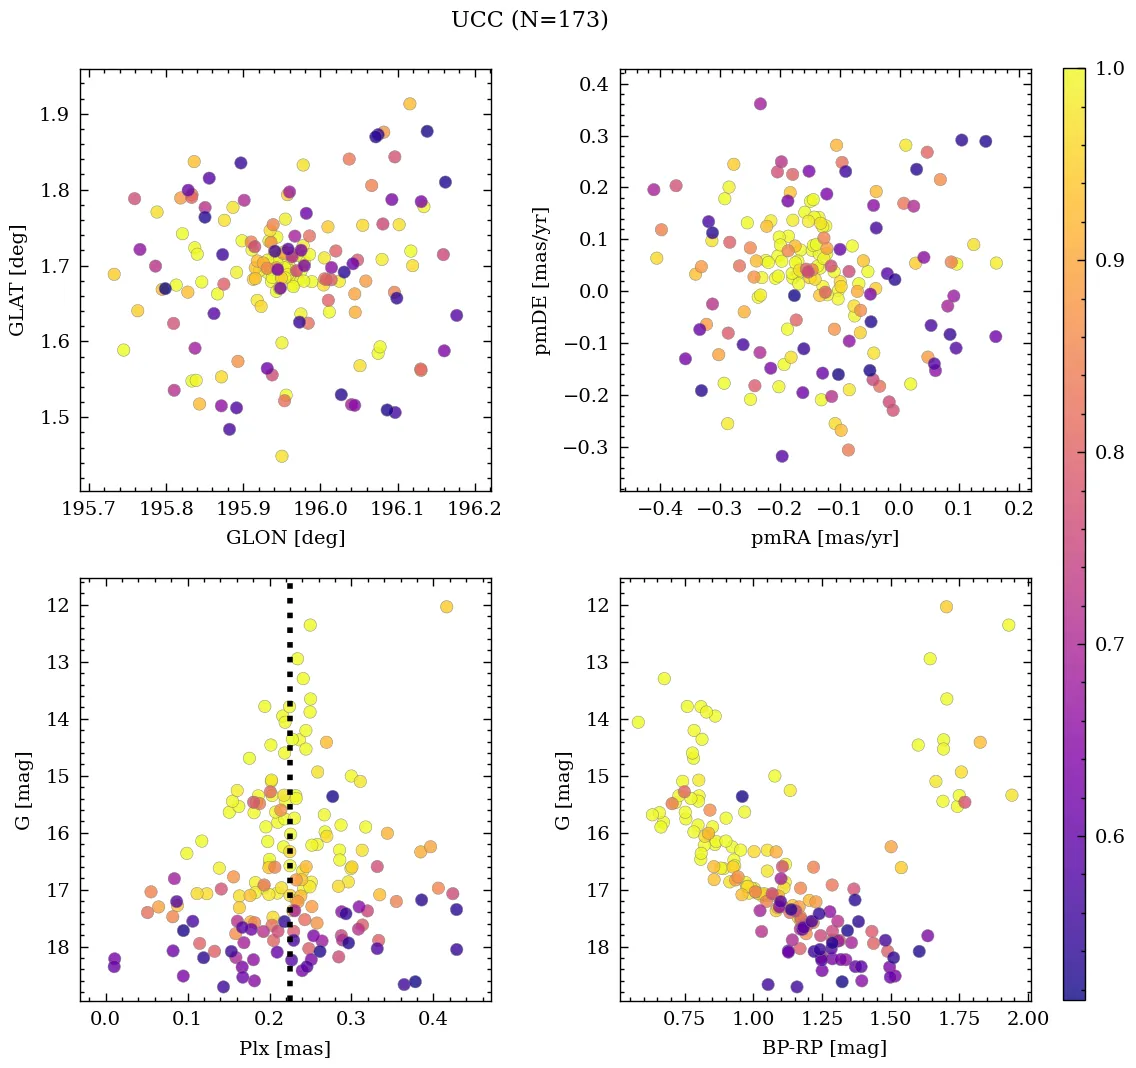 UCC (N=173)
1.9
1.8
1.7
1.6
1.5
GLAT [deg]
195.7 195.8 195.9 196.0 196.1 196.2
GLON [deg]
0.4
0.3
0.2
0.1
0.0
−0.1
−0.2
−0.3
pmDE [mas/yr]
−0.4 −0.3 −0.2 −0.1 0.0 0.1 0.2
pmRA [mas/yr]
12
13
14
15
16
17
18
G [mag]
0.0 0.1 0.2 0.3 0.4
Plx [mas]
12
13
14
15
16
17
18
G [mag]
0.75 1.00 1.25 1.50 1.75 2.00
BP-RP [mag]
1.0
0.9
0.8
0.7
0.6